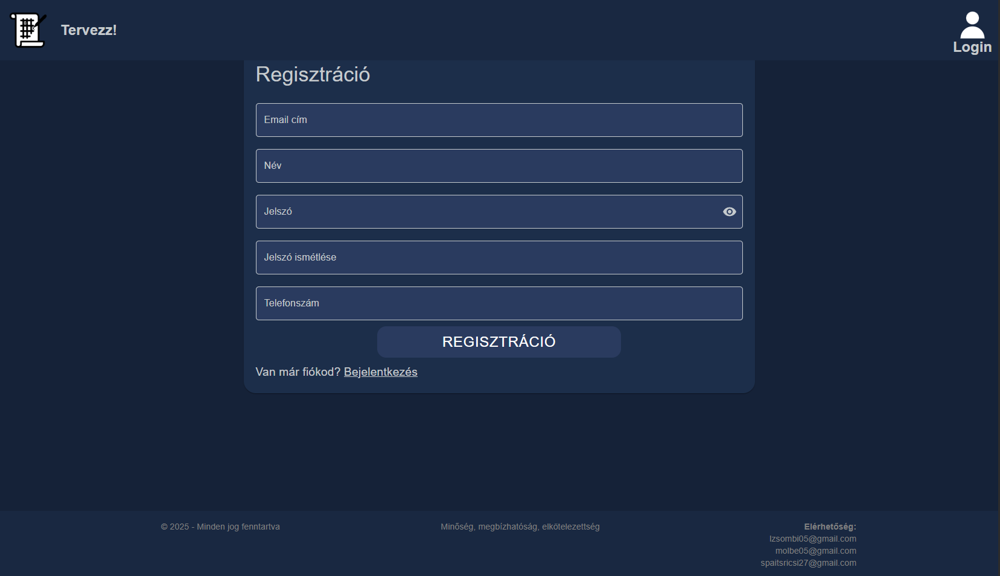 Tervezz!
Login
Regisztráció
Email cím
Név
Jelszó
Jelszó ismétlése
Telefonszám
REGISZTRÁCIÓ
Van már fiókod? Bejelentkezés
© 2025 - Minden jog fenntartva
Minőség, megbízhatóság, elkötelezettség
Elérhetőség:
lzsombi05@gmail.com
molbe05@gmail.com
spaitsricsi27@gmail.com